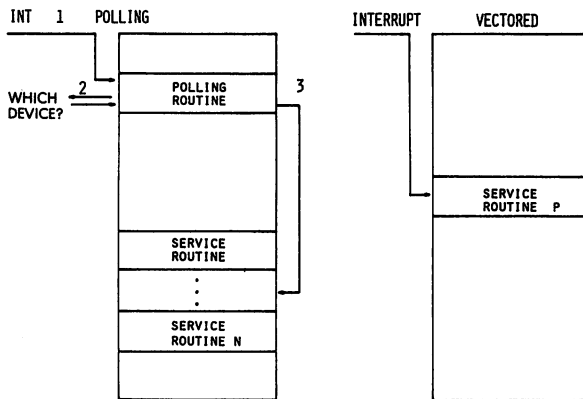 INT 1 POLLING
INTERRUPT VECTORED
2
3
WHICH
DEVICE?
POLLING
ROUTINE
SERVICE
ROUTINE
SERVICE
ROUTINE N
SERVICE
ROUTINE P